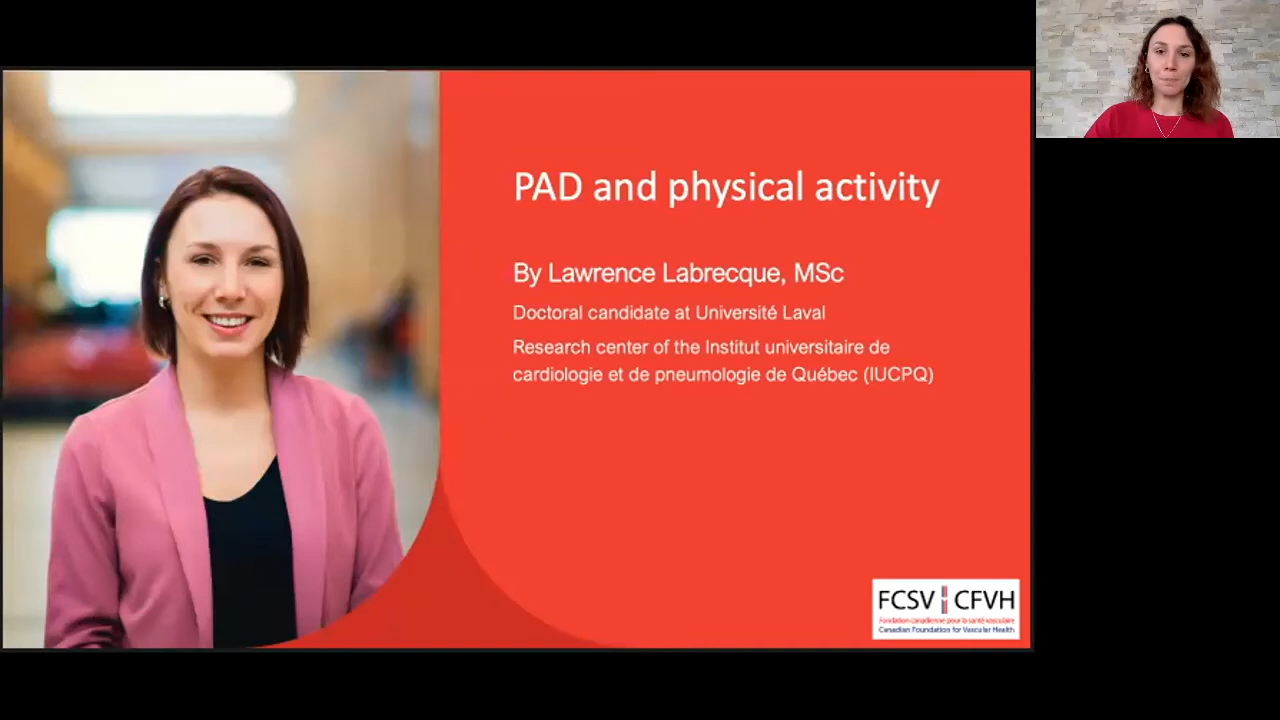 PAD and physical activity
By Lawrence Labrecque, MSc
Doctoral candidate at Université Laval
Research center of the Institut universitaire de
cardiologie et de pneumologie de Québec (IUCPQ)
FCSV CFVH
Fondation canadienne pour la santé vasculaire
Canadian Foundation for Vascular Health